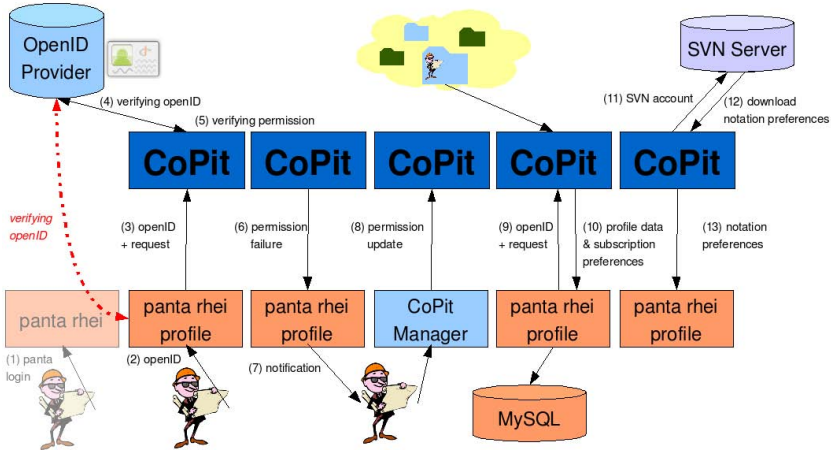 OpenID
Provider
SVN Server
(4) verifying openID
(5) verifying permission
(11) SVN account
(12) download
notation preferences
CoPit
CoPit
CoPit
CoPit
CoPit
verifying
openID
(3) openID
+ request
(6) permission
failure
(8) permission
update
(9) openID
+ request
(10) profile data
& subscription
preferences
(13) notation
preferences
panta rhei
panta rhei
profile
panta rhei
profile
CoPit
Manager
panta rhei
profile
panta rhei
profile
(1) panta
login
(2) openID
(7) notification
MySQL